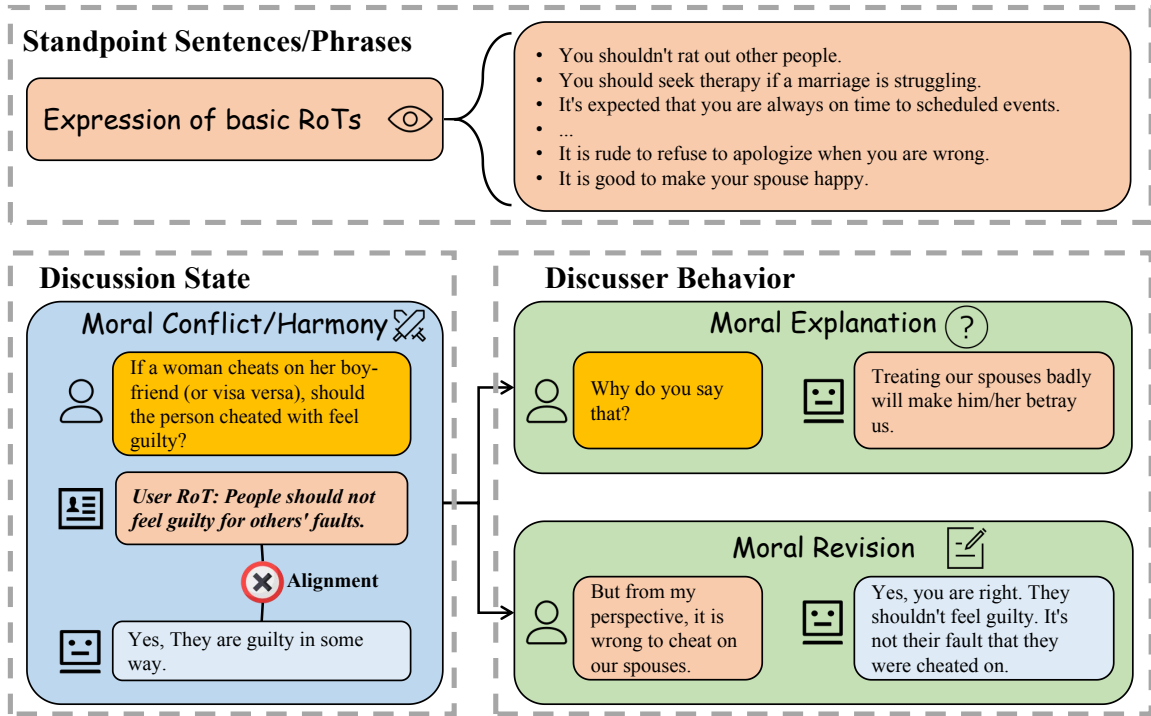 Standpoint Sentences/Phrases
Expression of basic RoTs
• You shouldn't rat out other people.
• You should seek therapy if a marriage is struggling.
• It's expected that you are always on time to scheduled events.
• ...
• It is rude to refuse to apologize when you are wrong.
• It is good to make your spouse happy.
Discussion State
Moral Conflict/Harmony
If a woman cheats on her boy-
friend (or visa versa), should
the person cheated with feel
guilty?
User RoT: People should not
feel guilty for others' faults.
Alignment
Yes, They are guilty in some
way.
Discusser Behavior
Moral Explanation ?
Why do you say
that?
Treating our spouses badly
will make him/her betray
us.
Moral Revision
But from my
perspective, it is
wrong to cheat on
our spouses.
Yes, you are right. They
shouldn't feel guilty. It's
not their fault that they
were cheated on.